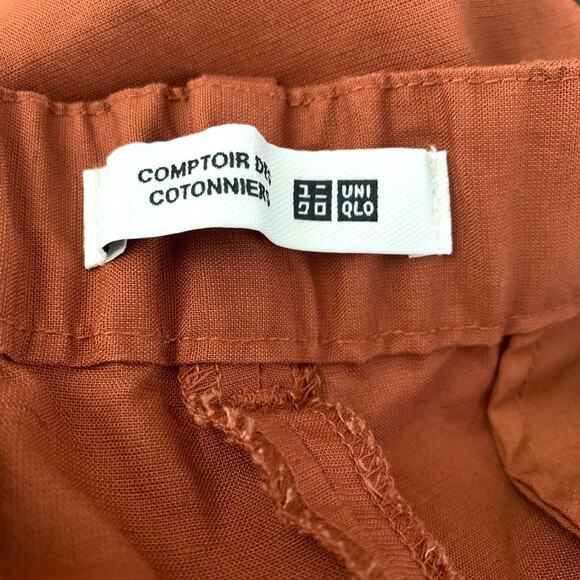 COMPTOIR DES
COTONNIERS
ユニ
クロ
UNI
QLO